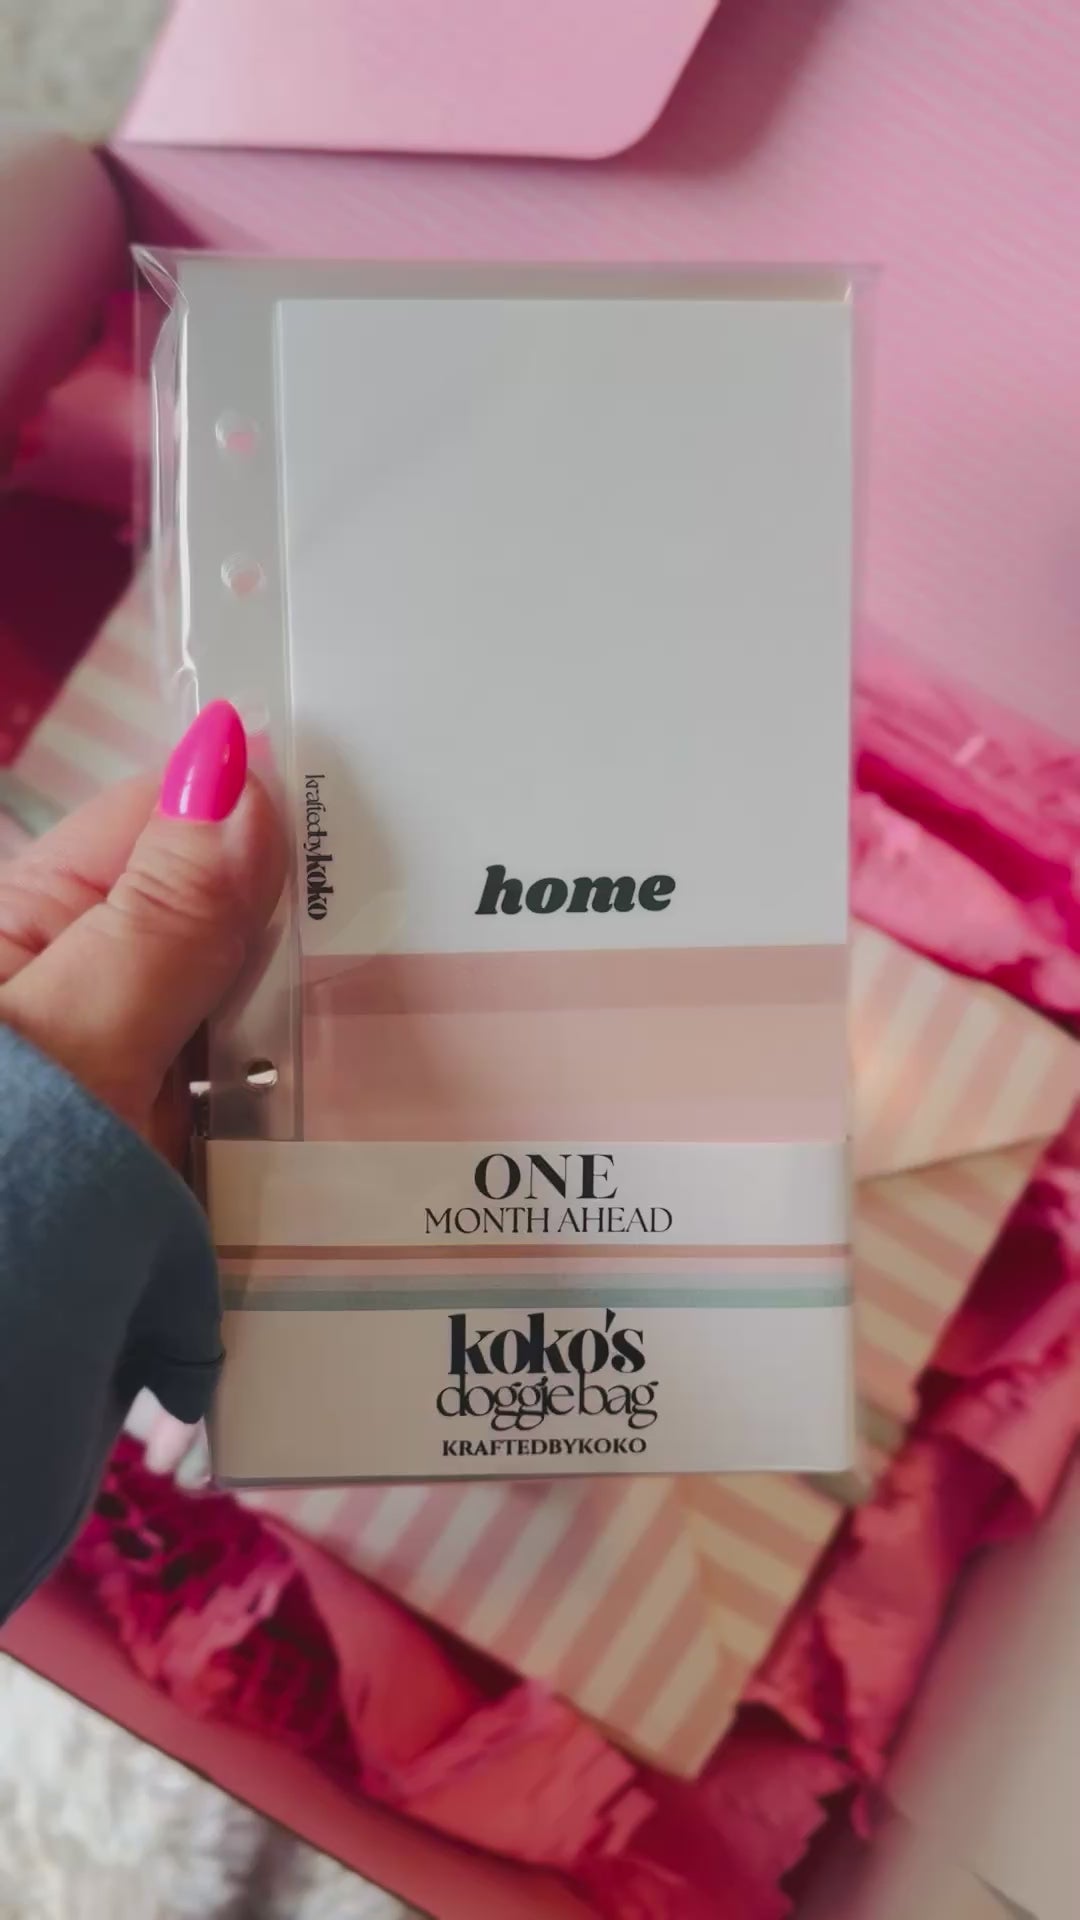 kraftedbykoko
home
ONE
MONTH AHEAD
koko's
doggie bag
KRAFTEDBYKOKO